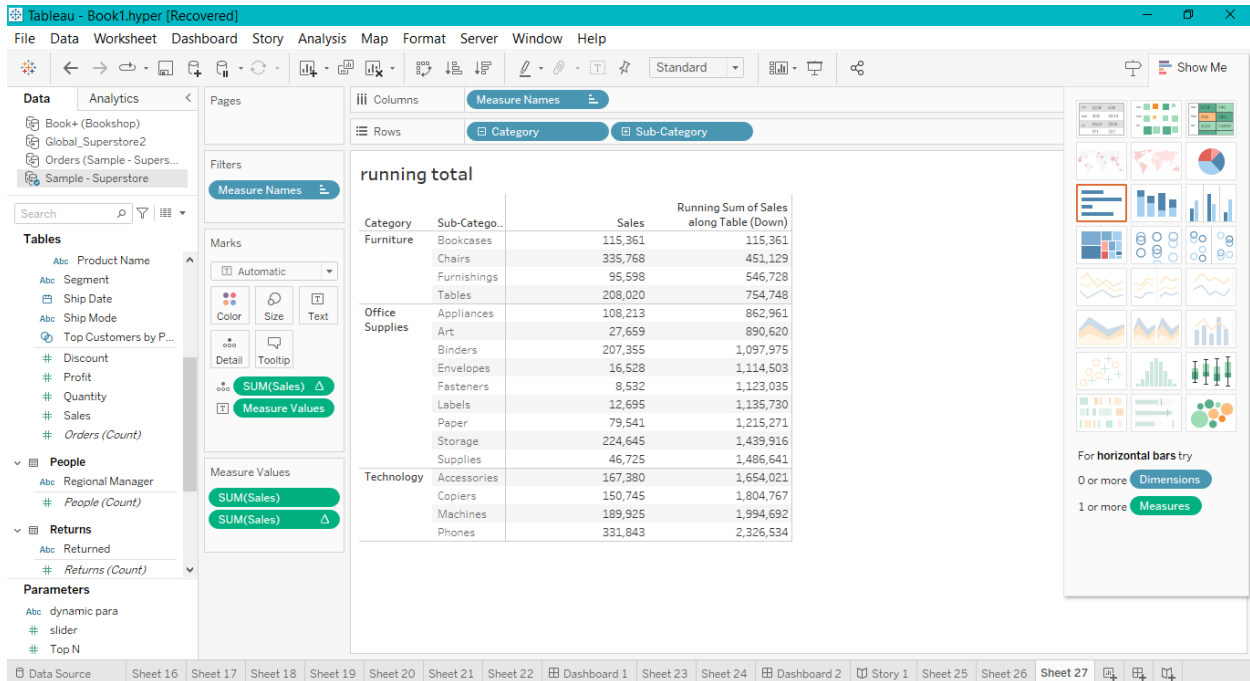 Tableau - Book1.hyper [Recovered]
File Data Worksheet Dashboard Story Analysis Map Format Server Window Help
Standard
Show Me
Data Analytics
Book+ (Bookshop)
Global_Superstore2
Orders (Sample - Supers...
Sample - Superstore
Search
Tables
Abc Product Name
Abc Segment
Ship Date
Abc Ship Mode
Top Customers by P...
# Discount
# Profit
# Quantity
# Sales
# Orders (Count)
People
Abc Regional Manager
# People (Count)
Returns
Abc Returned
# Returns (Count)
Parameters
Abc dynamic para
# slider
# Top N
Pages
Filters
Measure Names
Marks
T Automatic
Color Size Text
Detail Tooltip
SUM(Sales) Δ
T Measure Values
Measure Values
SUM(Sales)
SUM(Sales) Δ
Columns Measure Names
Rows Category Sub-Category
running total
Running Sum of Sales
Category Sub-Catego.. Sales along Table (Down)
Furniture Bookcases 115,361 115,361
Chairs 335,768 451,129
Furnishings 95,598 546,728
Tables 208,020 754,748
Office Supplies Appliances 108,213 862,961
Art 27,659 890,620
Binders 207,355 1,097,975
Envelopes 16,528 1,114,503
Fasteners 8,532 1,123,035
Labels 12,695 1,135,730
Paper 79,541 1,215,271
Storage 224,645 1,439,916
Supplies 46,725 1,486,641
Technology Accessories 167,380 1,654,021
Copiers 150,745 1,804,767
Machines 189,925 1,994,692
Phones 331,843 2,326,534
For horizontal bars try
0 or more Dimensions
1 or more Measures
Data Source Sheet 16 Sheet 17 Sheet 18 Sheet 19 Sheet 20 Sheet 21 Sheet 22 Dashboard 1 Sheet 23 Sheet 24 Dashboard 2 Story 1 Sheet 25 Sheet 26 Sheet 27